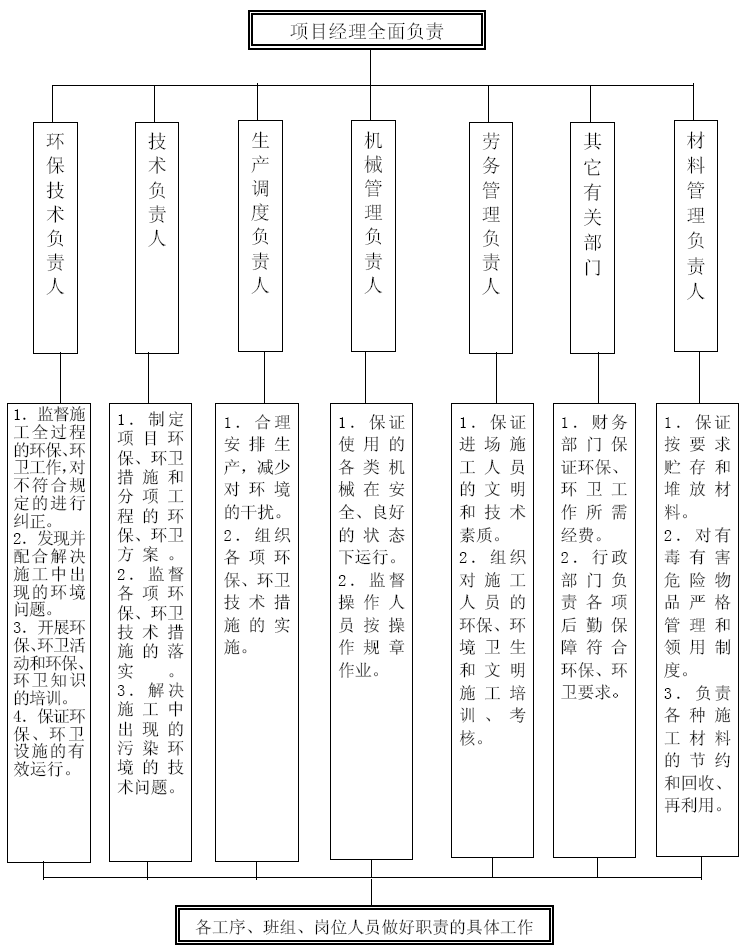 项目经理全面负责
环保技术负责人
技术负责人
生产调度负责人
机械管理负责人
劳务管理负责人
其它有关部门
材料管理负责人
1．监督施
工全过程
的环保、环
卫工作，对
不符合规
定的进行
纠正。
2．发现并
配合解决
施工中出
现的环境
问题。
3．开展环
保、环卫活
动和环保、
环卫知识
的培训。
4．保证环
保、环卫
设施的有
效运行。
1．制定
项目环
保、环卫
措施和
分项工
程的环
保、环卫
方案。
2．监督
各项环
保、环卫
技术措
施的落
实。
3．解决
施工中
出现的
污染环
境的技
术问题。
1．合理
安排生
产，减少
对环境
的干扰。
2．组织
各项环
保、环卫
技术措
施的实
施。
1．保证
使用的
各类机
械在安
全、良好
的状态
下运行。
2．监督
操作人
员按操
作规章
作业。
1．保证
进场施
工人员
的文明
和技术
素质。
2．组织
对施工
人员的
环保、环
境卫生
和文明
施工培
训、考
核。
1．财务
部门保
证环保、
环卫工
作所需
经费。
2．行政
部门负
责各项
后勤保
障符合
环保、环
卫要求。
1．保证
按要求
贮存和
堆放材
料。
2．对有
毒有害
危险物
品严格
管理和
领用制
度。
3．负责
各种施
工材料
的节约
和回收、
再利用。
各工序、班组、岗位人员做好职责的具体工作